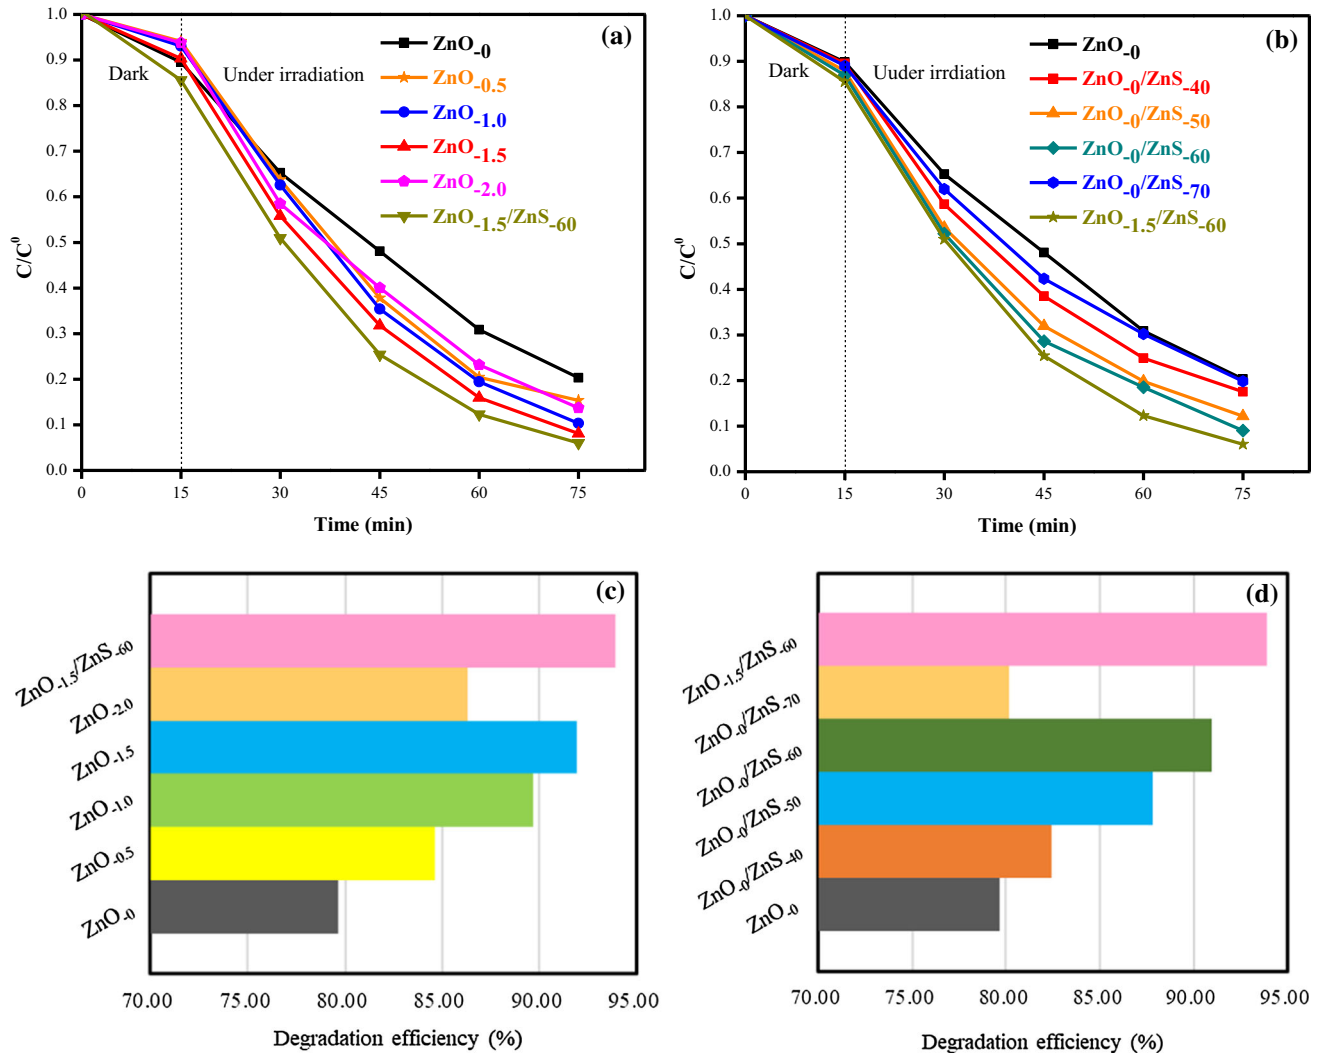 (a)
1.0
0.9
0.8
0.7
0.6
0.5
0.4
0.3
0.2
0.1
0.0
C/C⁰
Dark
Under irradiation
ZnO₋₀
ZnO₋₀.₅
ZnO₋₁.₀
ZnO₋₁.₅
ZnO₋₂.₀
ZnO₋₁.₅/ZnS₋₆₀
0 15 30 45 60 75
Time (min)
(b)
1.0
0.9
0.8
0.7
0.6
0.5
0.4
0.3
0.2
0.1
0.0
C/C⁰
Dark
Uuder irrdiation
ZnO₋₀
ZnO₋₀/ZnS₋₄₀
ZnO₋₀/ZnS₋₅₀
ZnO₋₀/ZnS₋₆₀
ZnO₋₀/ZnS₋₇₀
ZnO₋₁.₅/ZnS₋₆₀
0 15 30 45 60 75
Time (min)
(c)
ZnO₋₁.₅/ZnS₋₆₀
ZnO₋₂.₀
ZnO₋₁.₅
ZnO₋₁.₀
ZnO₋₀.₅
ZnO₋₀
70.00 75.00 80.00 85.00 90.00 95.00
Degradation efficiency (%)
(d)
ZnO₋₁.₅/ZnS₋₆₀
ZnO₋₀/ZnS₋₇₀
ZnO₋₀/ZnS₋₆₀
ZnO₋₀/ZnS₋₅₀
ZnO₋₀/ZnS₋₄₀
ZnO₋₀
70.00 75.00 80.00 85.00 90.00 95.00
Degradation efficiency (%)